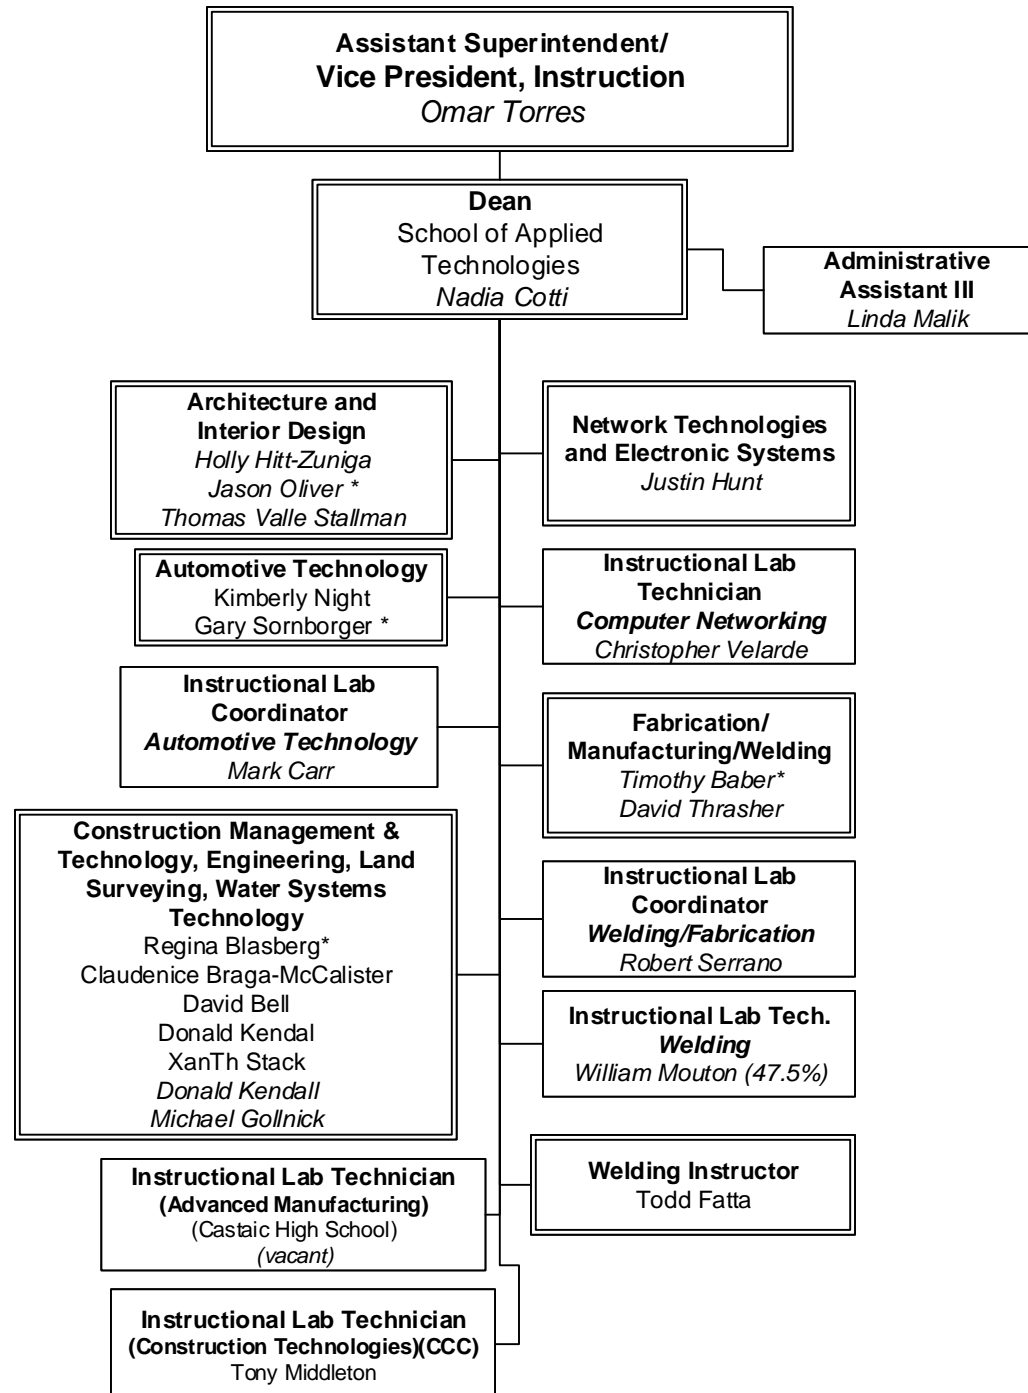 Assistant Superintendent/
Vice President, Instruction
Omar Torres
Dean
School of Applied
Technologies
Nadia Cotti
Administrative
Assistant III
Linda Malik
Architecture and
Interior Design
Holly Hitt-Zuniga
Jason Oliver *
Thomas Valle Stallman
Automotive Technology
Kimberly Night
Gary Sornborger *
Instructional Lab
Coordinator
Automotive Technology
Mark Carr
Construction Management &
Technology, Engineering, Land
Surveying, Water Systems
Technology
Regina Blasberg*
Claudenice Braga-McCalister
David Bell
Donald Kendal
XanTh Stack
Donald Kendall
Michael Gollnick
Instructional Lab Technician
(Advanced Manufacturing)
(Castaic High School)
(vacant)
Instructional Lab Technician
(Construction Technologies)(CCC)
Tony Middleton
Network Technologies
and Electronic Systems
Justin Hunt
Instructional Lab
Technician
Computer Networking
Christopher Velarde
Fabrication/
Manufacturing/Welding
Timothy Baber*
David Thrasher
Instructional Lab
Coordinator
Welding/Fabrication
Robert Serrano
Instructional Lab Tech.
Welding
William Mouton (47.5%)
Welding Instructor
Todd Fatta